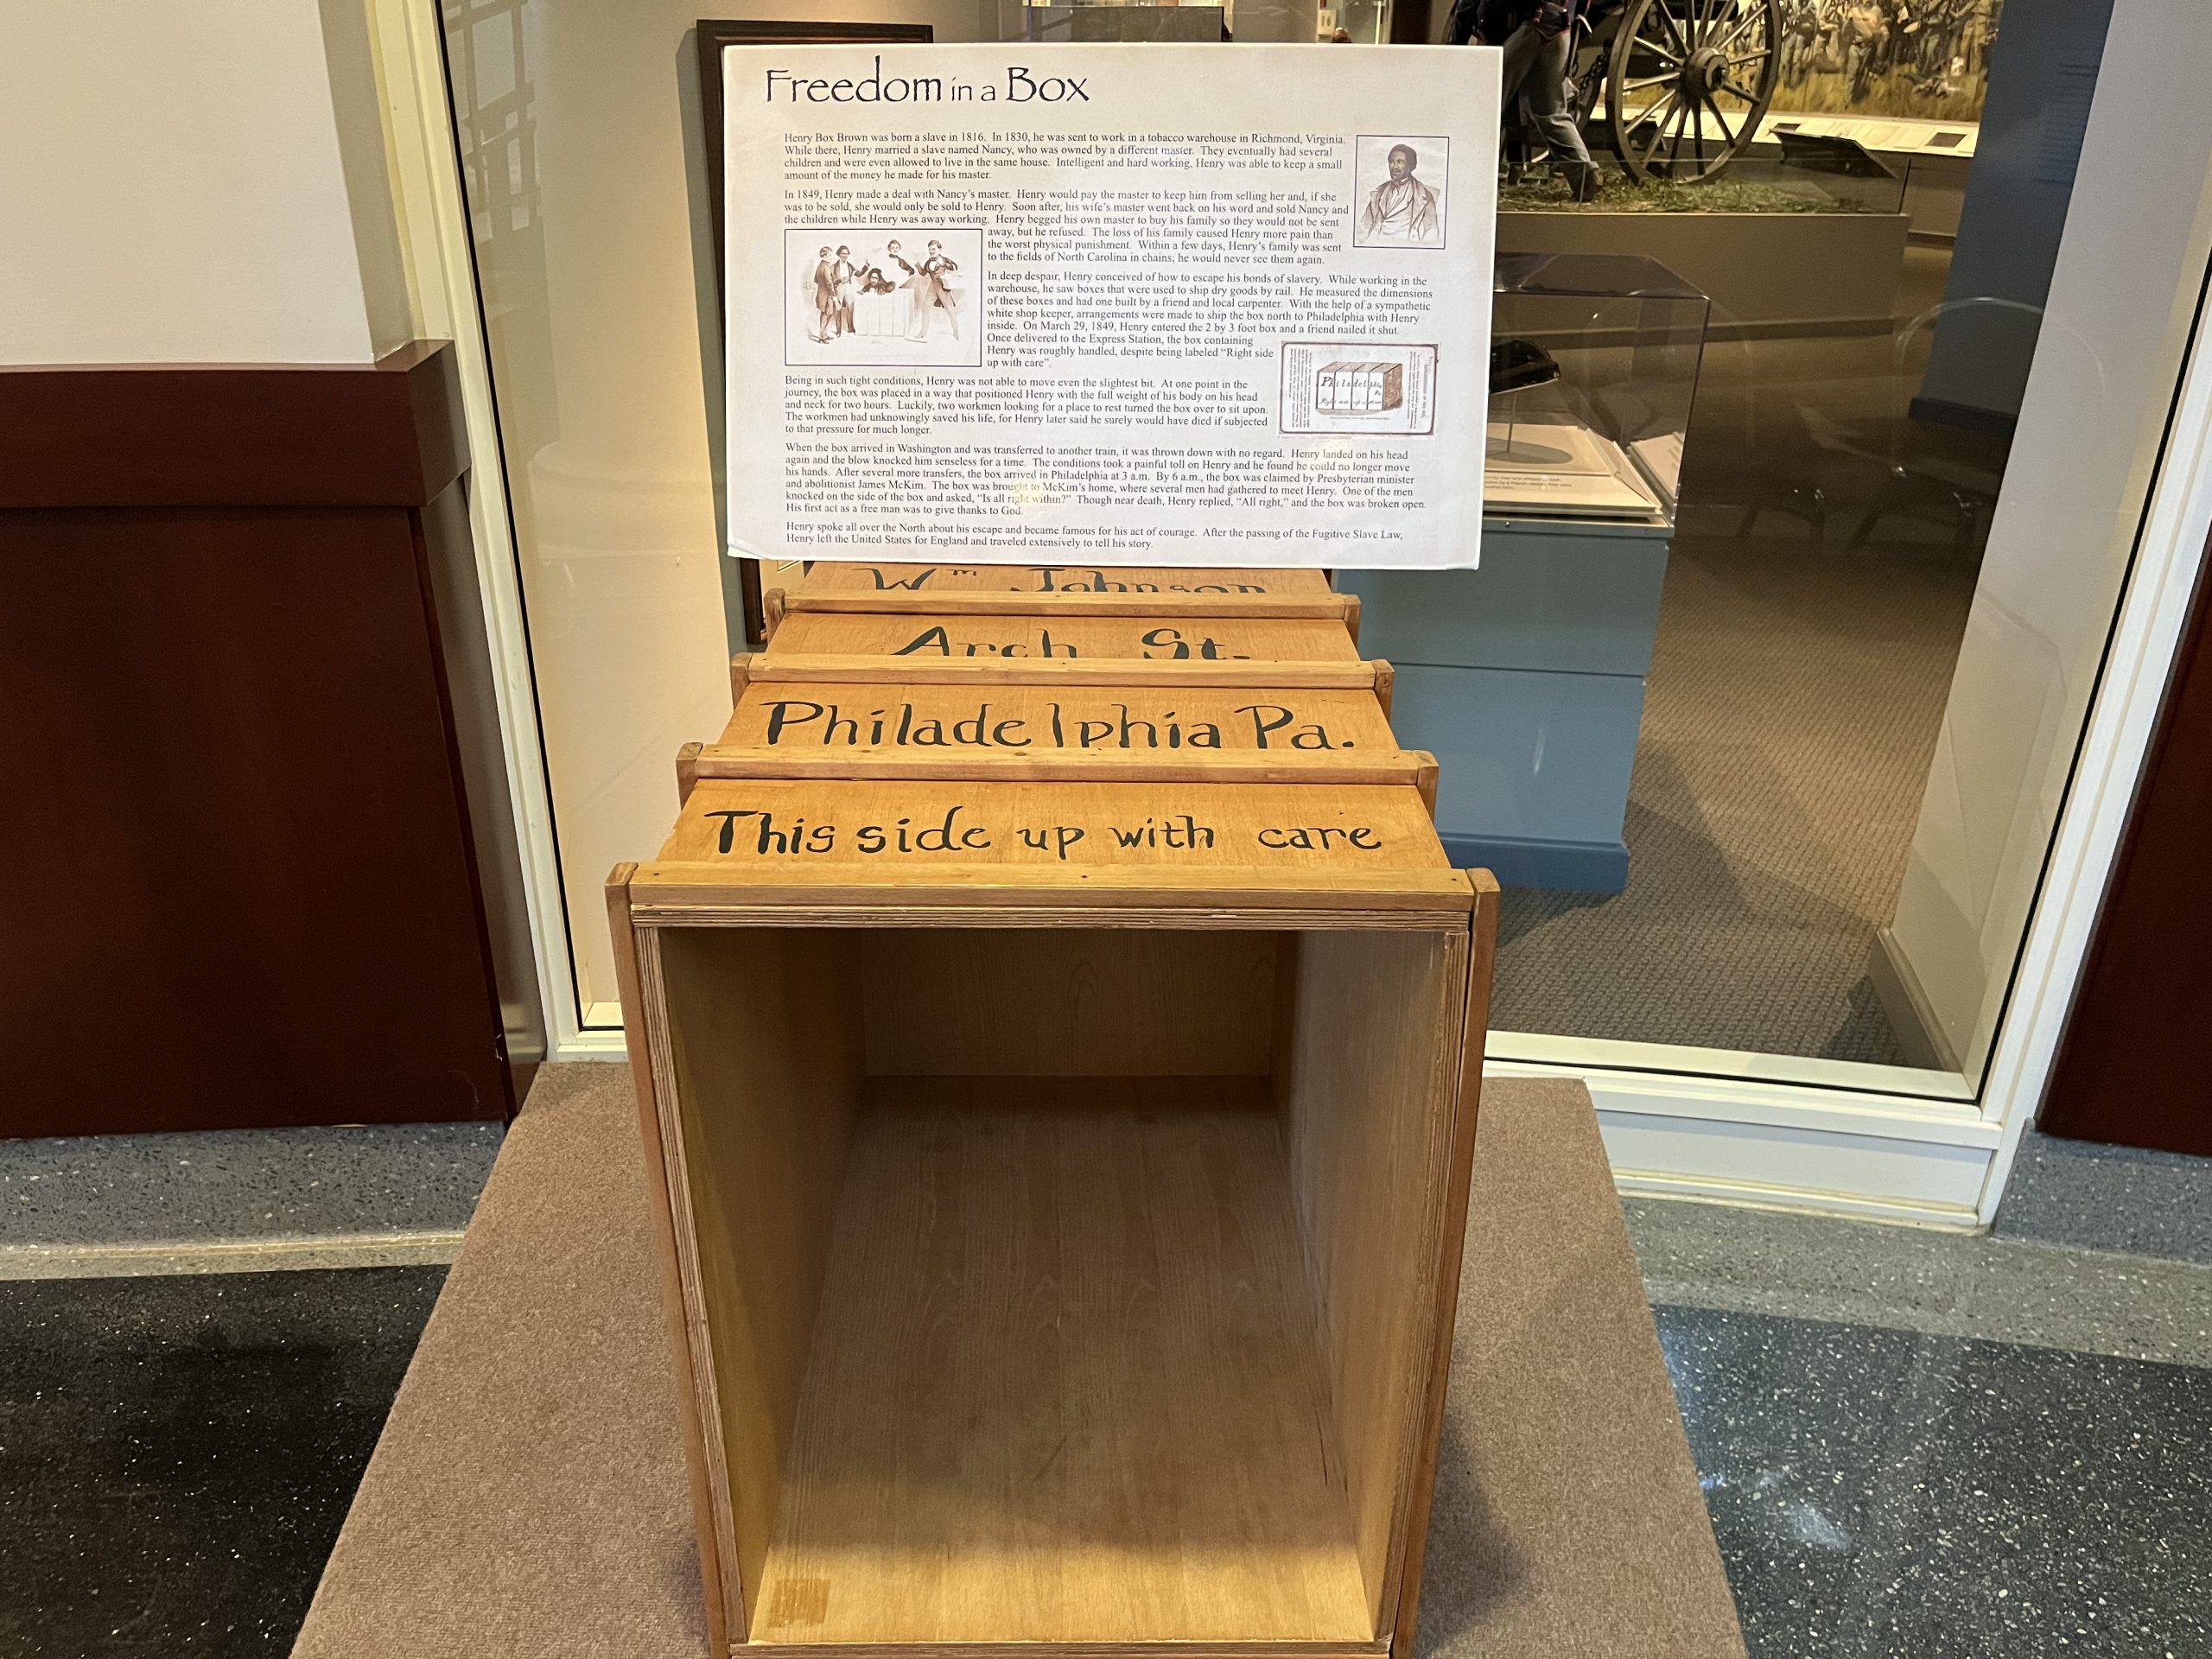 Freedom in a Box
Henry Box Brown was born a slave in 1816. In 1830, he was sent to work in a tobacco warehouse in Richmond, Virginia.
While there, Henry married a slave named Nancy, who was owned by a different master. They eventually had several
children and were even allowed to live in the same house. Intelligent and hard working, Henry was able to keep a small
amount of the money he made for his master.
In 1849, Henry made a deal with Nancy's master. Henry would pay the master to keep him from selling her and, if she
was to be sold, she would only be sold to Henry. Soon after, his wife's master went back on his word and sold Nancy and
the children while Henry was away working. Henry begged his own master to buy his family so they would not be sent
away, but he refused. The loss of his family caused Henry more pain than
the worst physical punishment. Within a few days, Henry's family was sent
to the fields of North Carolina in chains; he would never see them again.
In deep despair, Henry conceived of how to escape his bonds of slavery. While working in the
warehouse, he saw boxes that were used to ship dry goods by rail. He measured the dimensions
of these boxes and had one built by a friend and local carpenter. With the help of a sympathetic
white shop keeper, arrangements were made to ship the box north to Philadelphia with Henry
inside. On March 29, 1849, Henry entered the 2 by 3 foot box and a friend nailed it shut.
Once delivered to the Express Station, the box containing
Henry was roughly handled, despite being labeled "Right side
up with care".
Being in such tight conditions, Henry was not able to move even the slightest bit. At one point in the
journey, the box was placed in a way that positioned Henry with the full weight of his body on his head
and neck for two hours. Luckily, two workmen looking for a place to rest turned the box over to sit upon.
The workmen had unknowingly saved his life, for Henry later said he surely would have died if subjected
to that pressure for much longer.
When the box arrived in Washington and was transferred to another train, it was thrown down with no regard. Henry landed on his head
again and the blow knocked him senseless for a time. The conditions took a painful toll on Henry and he found he could no longer move
his hands. After several more transfers, the box arrived in Philadelphia at 3 a.m. By 6 a.m., the box was claimed by Presbyterian minister
and abolitionist James McKim. The box was brought to McKim's home, where several men had gathered to meet Henry. One of the men
knocked on the side of the box and asked, "Is all right within?" Though near death, Henry replied, "All right," and the box was broken open.
His first act as a free man was to give thanks to God.
Henry spoke all over the North about his escape and became famous for his act of courage. After the passing of the Fugitive Slave Law,
Henry left the United States for England and traveled extensively to tell his story.
Philadelphia
Wm Johnson
Arch St.
Philadelphia Pa.
This side up with care